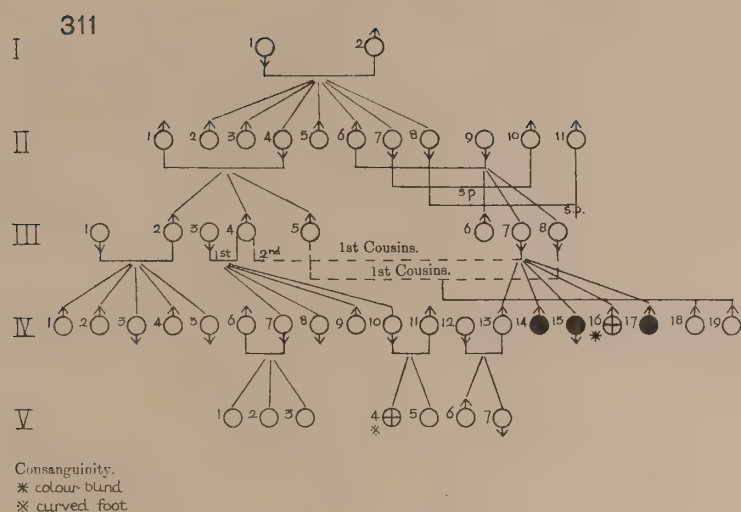 311
I
1 2
II
1 2 3 4 5 6 7 8 9 10 11
s.p
s.p.
III
1 2 3 4 5 6 7 8
1st 2nd 1st Cousins.
1st Cousins.
IV
1 2 3 4 5 6 7 8 9 10 11 12 13 14 15 16 17 18 19
*
V
1 2 3 4 5 6 7
※
Consanguinity.
* colour blind
※ curved foot